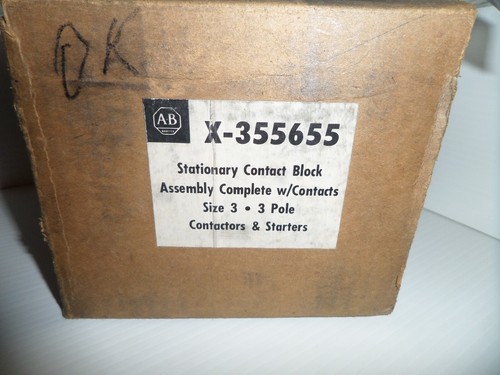 OK
AB
X-355655
Stationary Contact Block
Assembly Complete w/Contacts
Size 3 • 3 Pole
Contactors & Starters